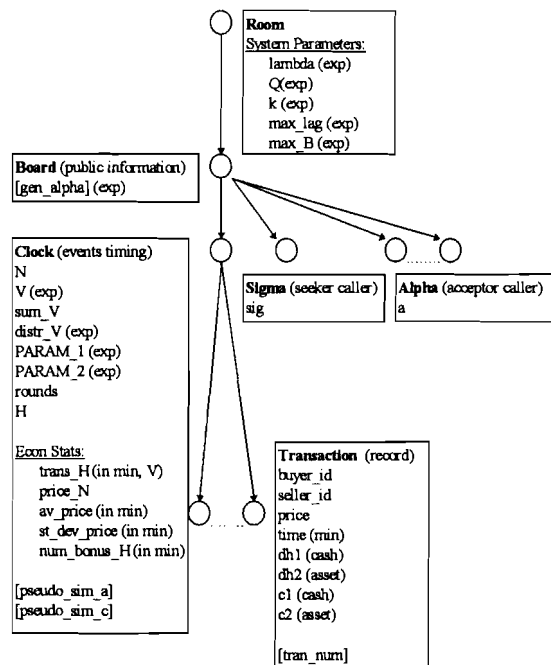 Room
System Parameters:
lambda (exp)
Q(exp)
k (exp)
max_lag (exp)
max_B (exp)
Board (public information)
[gen_alpha] (exp)
Clock (events timing)
N
V (exp)
sum_V
distr_V (exp)
PARAM_1 (exp)
PARAM_2 (exp)
rounds
H
Econ Stats:
trans_H (in min, V)
price_N
av_price (in min)
st_dev_price (in min)
num_bonus_H (in min)
[pseudo_sim_a]
[pseudo_sim_c]
Sigma (seeker caller)
sig
Alpha (acceptor caller)
a
Transaction (record)
buyer_id
seller_id
price
time (min)
dh1 (cash)
dh2 (asset)
c1 (cash)
c2 (asset)
[tran_num]